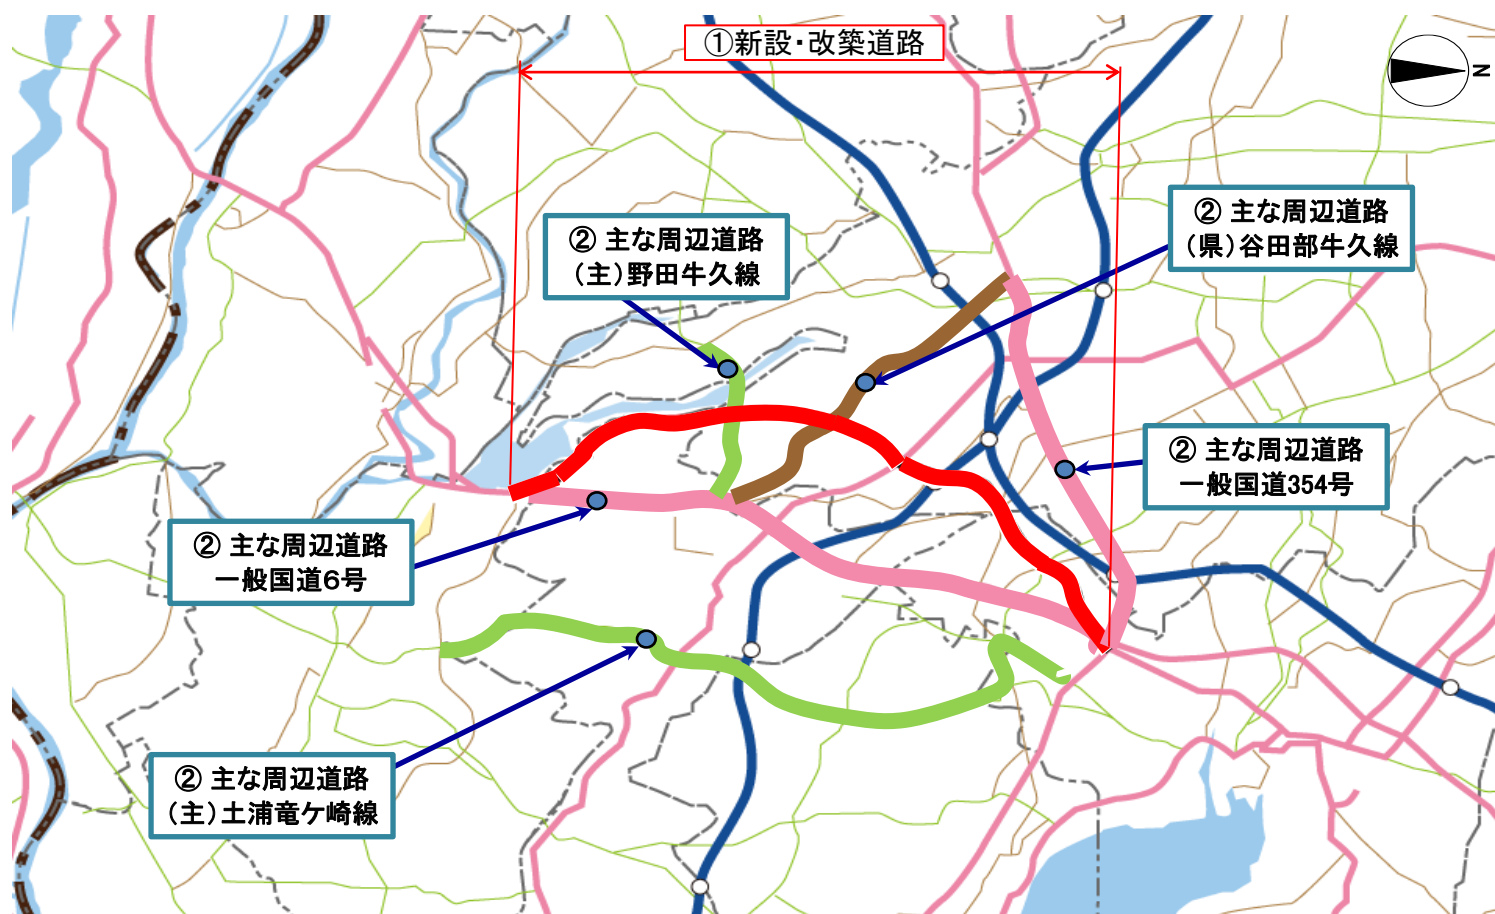 ①新設・改築道路
N
② 主な周辺道路
（県）谷田部牛久線
② 主な周辺道路
（主）野田牛久線
② 主な周辺道路
一般国道354号
② 主な周辺道路
一般国道６号
② 主な周辺道路
（主）土浦竜ケ崎線